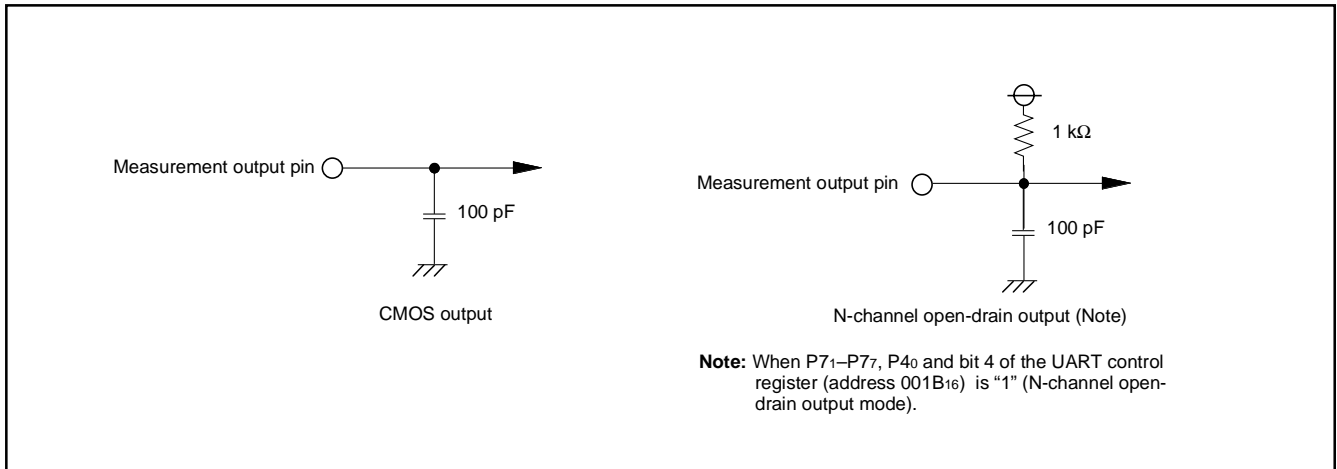 Measurement output pin
100 pF
CMOS output
1 kΩ
Measurement output pin
100 pF
N-channel open-drain output (Note)
Note: When P71–P77, P40 and bit 4 of the UART control
register (address 001B16) is “1” (N-channel open-
drain output mode).